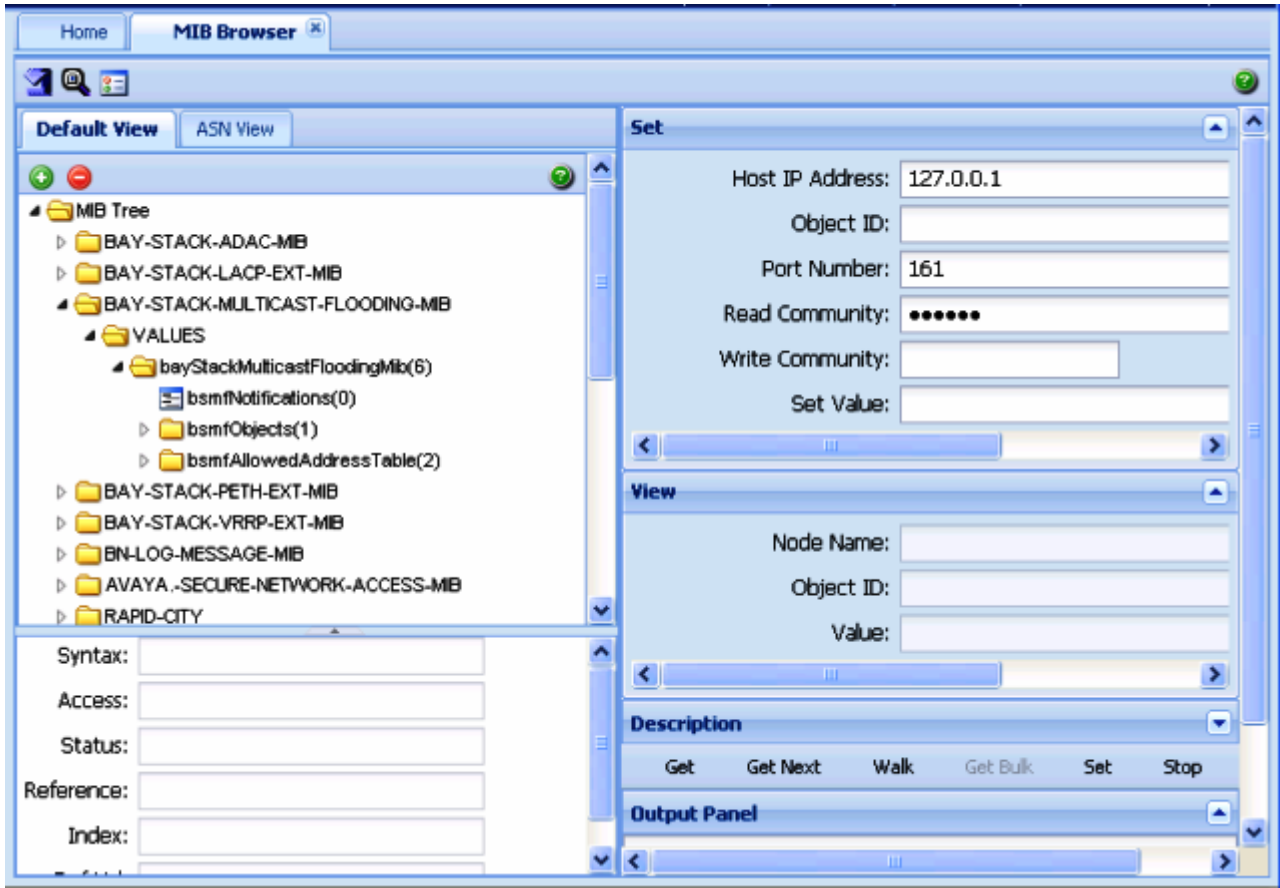 Home
MIB Browser
Default View
ASN View
MIB Tree
BAY-STACK-ADAC-MIB
BAY-STACK-LACP-EXT-MIB
BAY-STACK-MULTICAST-FLOODING-MIB
VALUES
bayStackMulticastFloodingMib(6)
bsmfNotifications(0)
bsmfObjects(1)
bsmfAllowedAddressTable(2)
BAY-STACK-PETH-EXT-MIB
BAY-STACK-VRRP-EXT-MIB
BN-LOG-MESSAGE-MIB
AVAYA.-SECURE-NETWORK-ACCESS-MIB
RAPID-CITY
Syntax:
Access:
Status:
Reference:
Index:
Set
Host IP Address: 127.0.0.1
Object ID:
Port Number: 161
Read Community: ●●●●●●
Write Community:
Set Value:
View
Node Name:
Object ID:
Value:
Description
Get Get Next Walk Get Bulk Set Stop
Output Panel